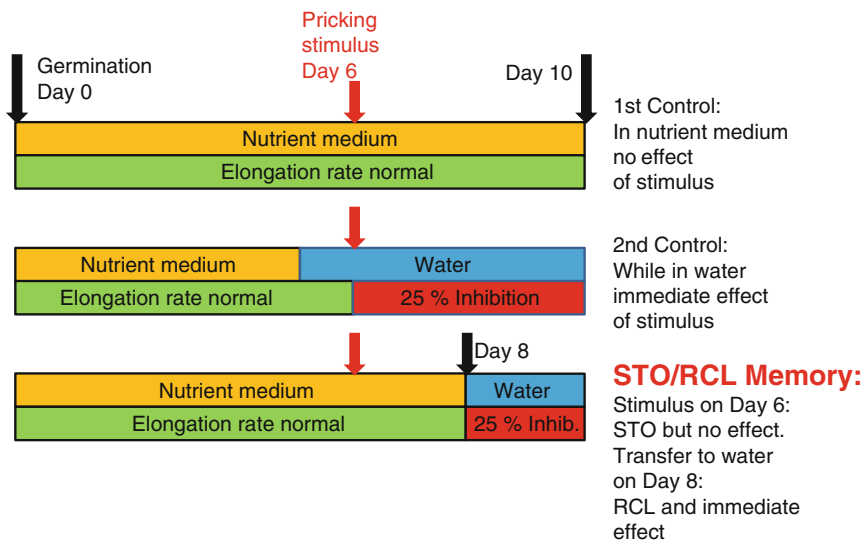 Germination
Day 0
Pricking
stimulus
Day 6
Day 10
Nutrient medium
Elongation rate normal
1st Control:
In nutrient medium
no effect
of stimulus
Nutrient medium
Water
Elongation rate normal
25 % Inhibition
2nd Control:
While in water
immediate effect
of stimulus
Day 8
Nutrient medium
Water
Elongation rate normal
25 % Inhib.
STO/RCL Memory:
Stimulus on Day 6:
STO but no effect.
Transfer to water
on Day 8:
RCL and immediate
effect